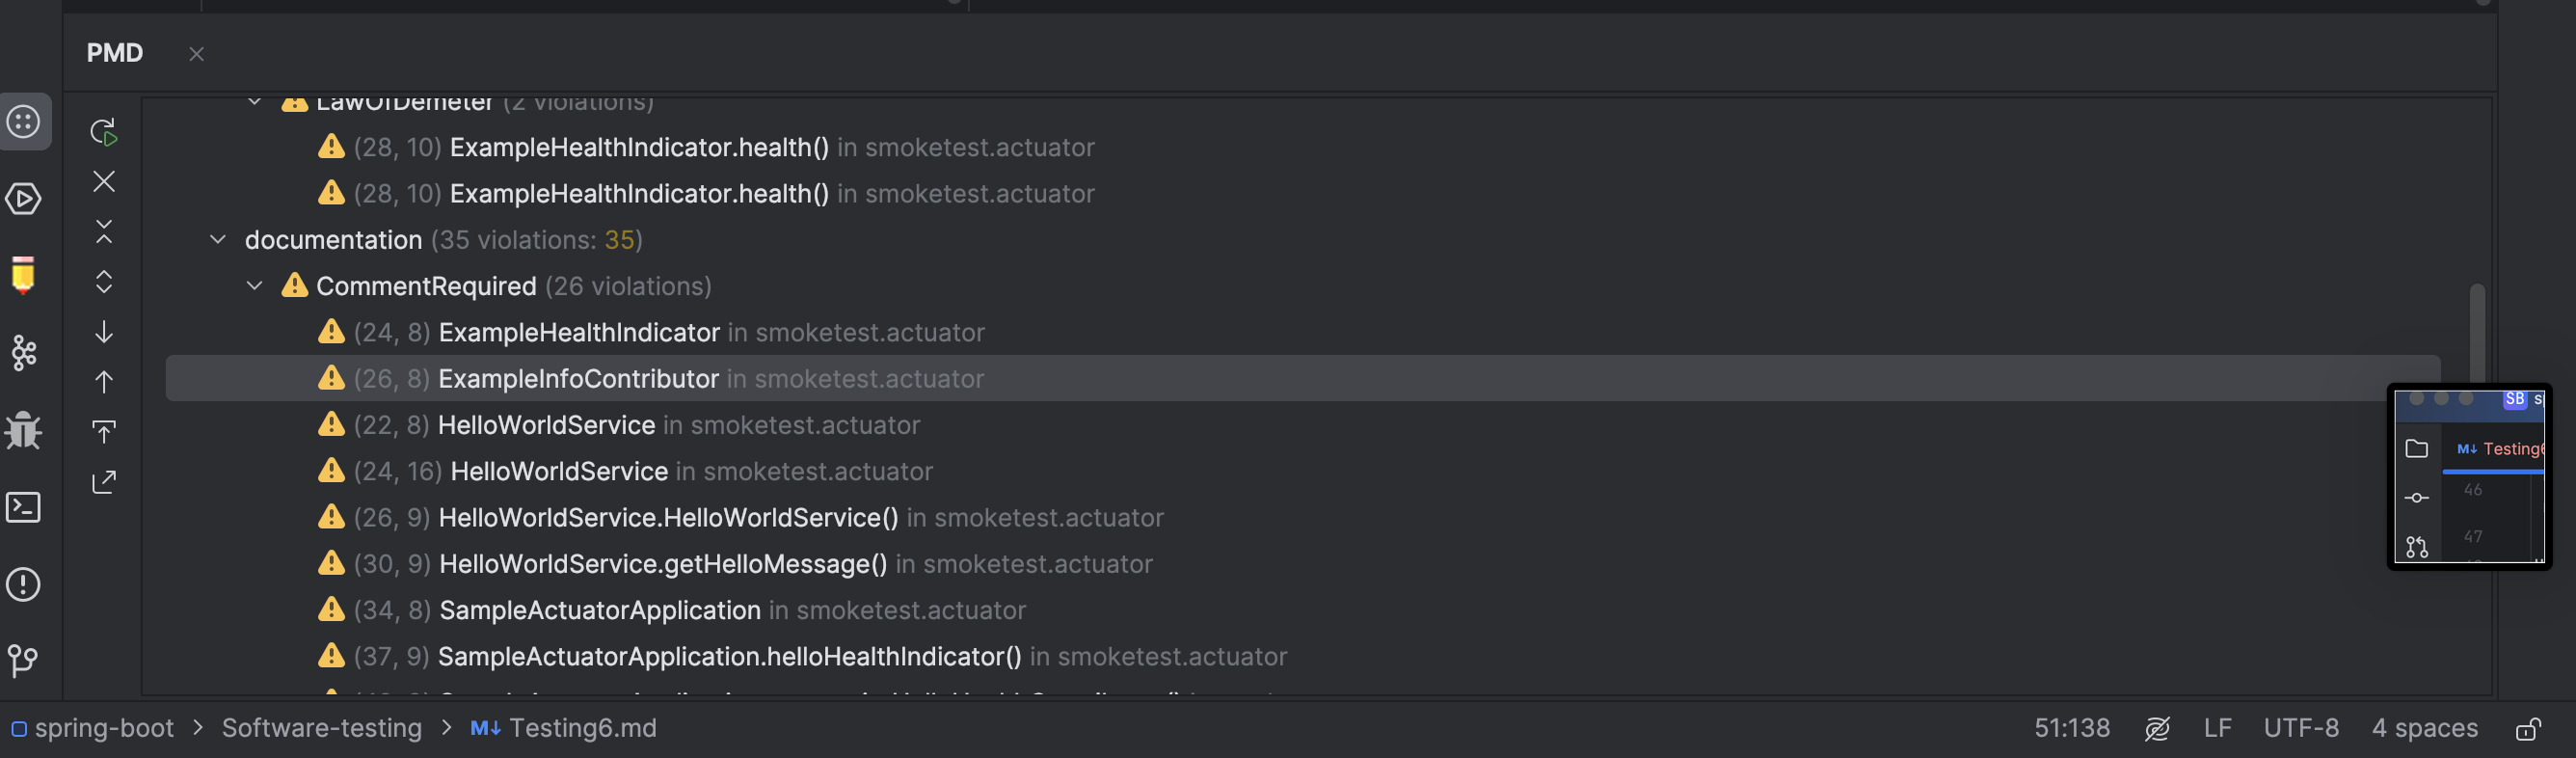 PMD
LawOfDemeter (2 violations)
(28, 10) ExampleHealthIndicator.health() in smoketest.actuator
(28, 10) ExampleHealthIndicator.health() in smoketest.actuator
documentation (35 violations: 35)
CommentRequired (26 violations)
(24, 8) ExampleHealthIndicator in smoketest.actuator
(26, 8) ExampleInfoContributor in smoketest.actuator
(22, 8) HelloWorldService in smoketest.actuator
(24, 16) HelloWorldService in smoketest.actuator
(26, 9) HelloWorldService.HelloWorldService() in smoketest.actuator
(30, 9) HelloWorldService.getHelloMessage() in smoketest.actuator
(34, 8) SampleActuatorApplication in smoketest.actuator
(37, 9) SampleActuatorApplication.helloHealthIndicator() in smoketest.actuator
SB
M↓ Testing6
46
47
spring-boot > Software-testing > M↓ Testing6.md
51:138 LF UTF-8 4 spaces